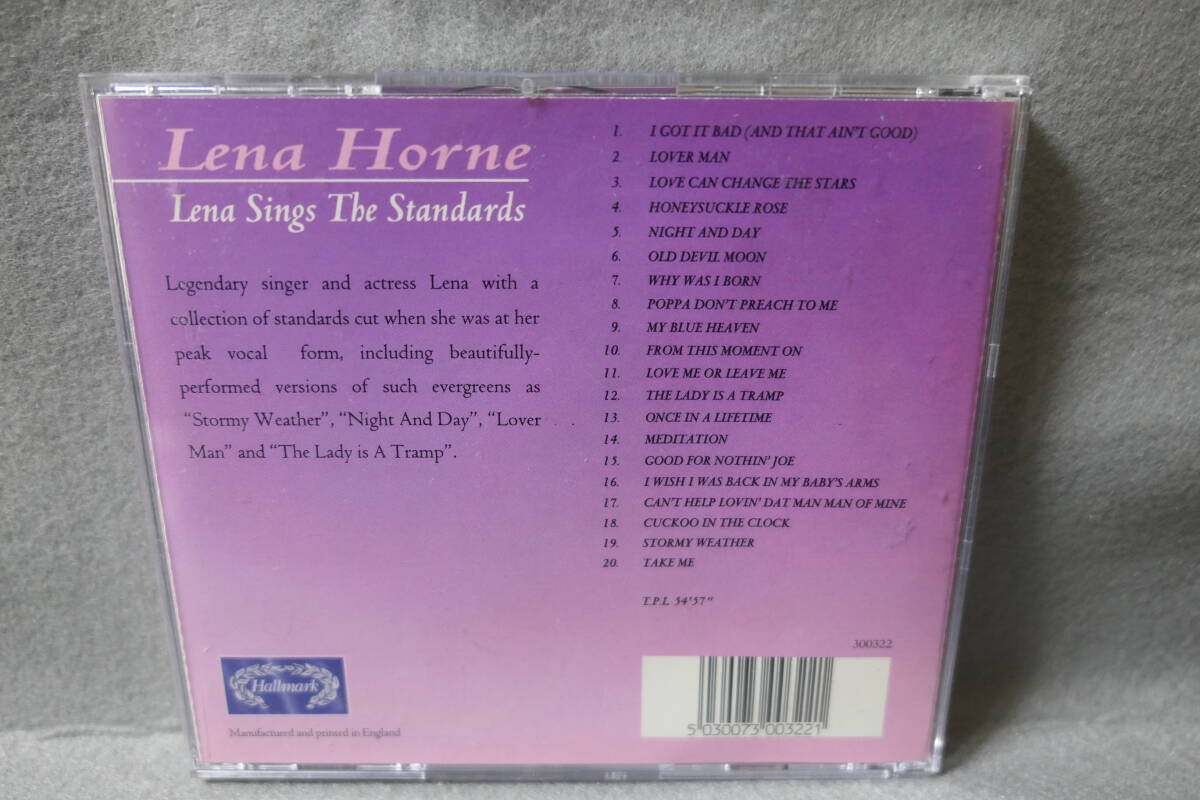 Lena Horne
Lena Sings The Standards
Legendary singer and actress Lena with a
collection of standards cut when she was at her
peak vocal form, including beautifully-
performed versions of such evergreens as
“Stormy Weather”, “Night And Day”, “Lover
Man” and “The Lady is A Tramp”.
1. I GOT IT BAD (AND THAT AIN'T GOOD)
2. LOVER MAN
3. LOVE CAN CHANGE THE STARS
4. HONEYSUCKLE ROSE
5. NIGHT AND DAY
6. OLD DEVIL MOON
7. WHY WAS I BORN
8. POPPA DON'T PREACH TO ME
9. MY BLUE HEAVEN
10. FROM THIS MOMENT ON
11. LOVE ME OR LEAVE ME
12. THE LADY IS A TRAMP
13. ONCE IN A LIFETIME
14. MEDITATION
15. GOOD FOR NOTHIN' JOE
16. I WISH I WAS BACK IN MY BABY'S ARMS
17. CAN'T HELP LOVIN' DAT MAN MAN OF MINE
18. CUCKOO IN THE CLOCK
19. STORMY WEATHER
20. TAKE ME
T.P.I. 54'57"
300322
5 030073 003221
Hallmark
Manufactured and printed in England